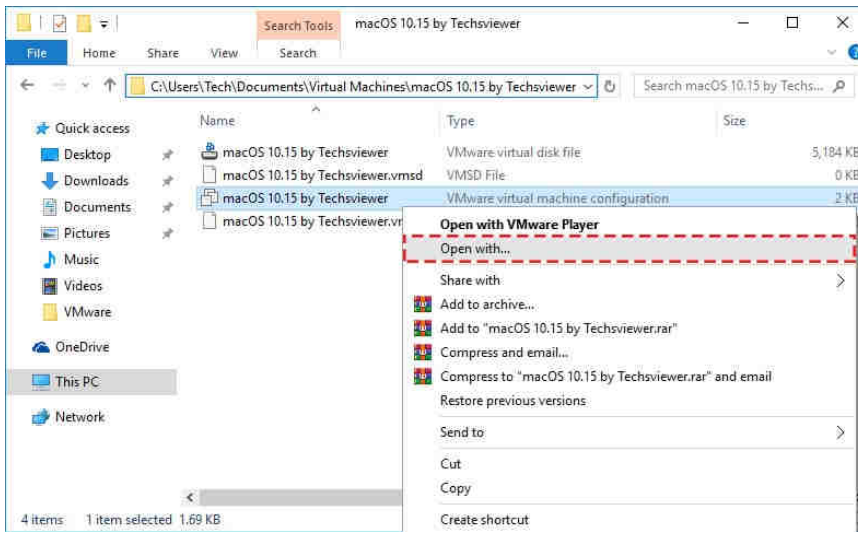 Search Tools
macOS 10.15 by Techsviewer
File
Home
Share
View
Search
C:\Users\Tech\Documents\Virtual Machines\macOS 10.15 by Techsviewer
Search macOS 10.15 by Techs...
Name
Type
Size
Quick access
Desktop
Downloads
Documents
Pictures
Music
Videos
VMware
OneDrive
This PC
Network
macOS 10.15 by Techsviewer
VMware virtual disk file
5,184 KB
macOS 10.15 by Techsviewer.vmsd
VMSD File
0 KB
macOS 10.15 by Techsviewer
VMware virtual machine configuration
2 KB
macOS 10.15 by Techsviewer.
Open with VMware Player
Open with...
Share with
Add to archive...
Add to "macOS 10.15 by Techsviewer.rar"
Compress and email...
Compress to "macOS 10.15 by Techsviewer.rar" and email
Restore previous versions
Send to
Cut
Copy
Create shortcut
4 items
1 item selected 1.69 KB